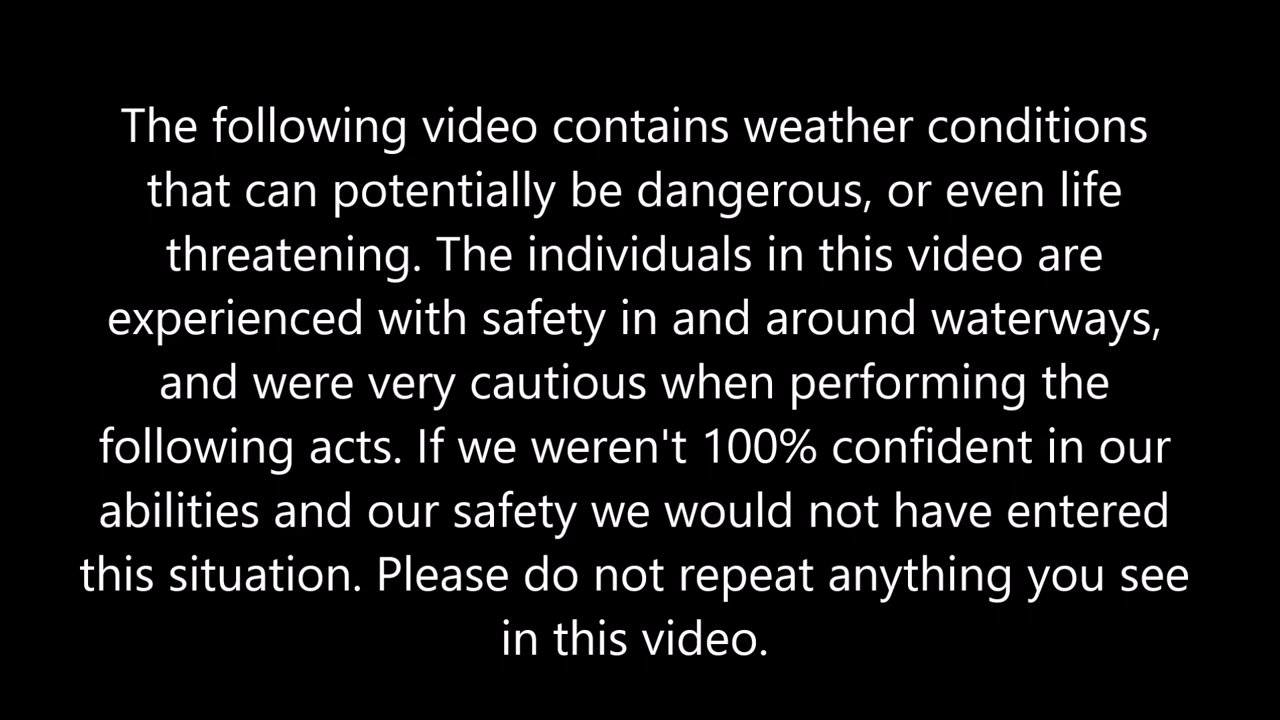 The following video contains weather conditions
that can potentially be dangerous, or even life
threatening. The individuals in this video are
experienced with safety in and around waterways,
and were very cautious when performing the
following acts. If we weren't 100% confident in our
abilities and our safety we would not have entered
this situation. Please do not repeat anything you see
in this video.